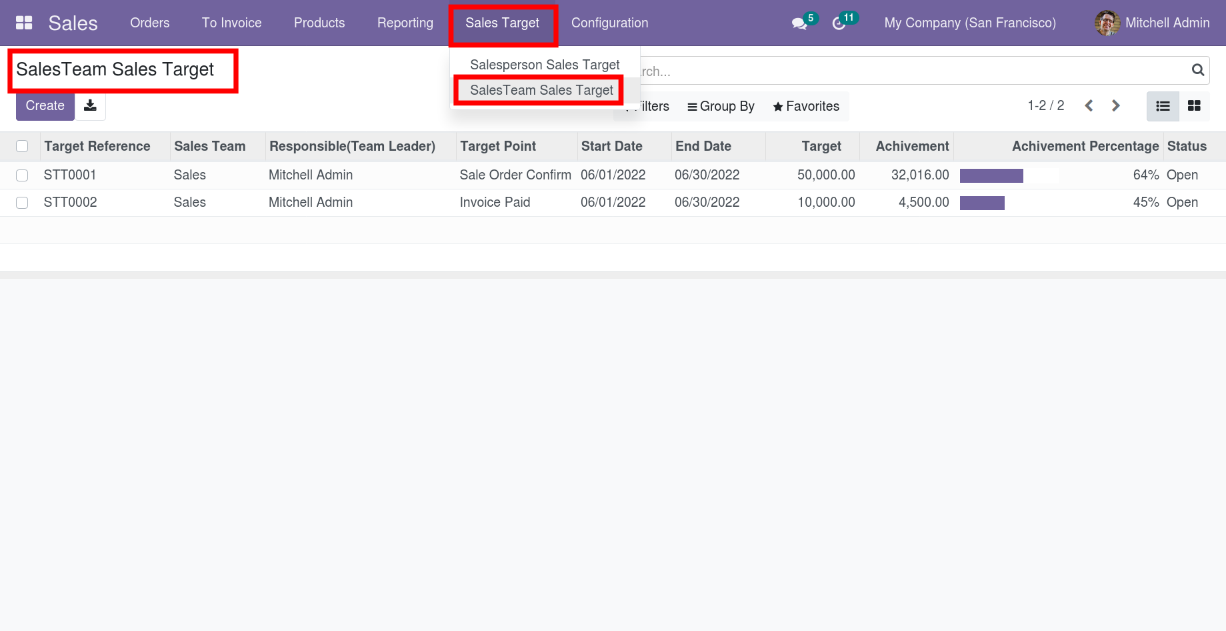 Sales Orders To Invoice Products Reporting Sales Target Configuration 5 11 My Company (San Francisco) Mitchell Admin
SalesTeam Sales Target
Salesperson Sales Target
SalesTeam Sales Target
Create
Group By Favorites 1-2 / 2
Target Reference Sales Team Responsible(Team Leader) Target Point Start Date End Date Target Achivement Achivement Percentage Status
STT0001 Sales Mitchell Admin Sale Order Confirm 06/01/2022 06/30/2022 50,000.00 32,016.00 64% Open
STT0002 Sales Mitchell Admin Invoice Paid 06/01/2022 06/30/2022 10,000.00 4,500.00 45% Open